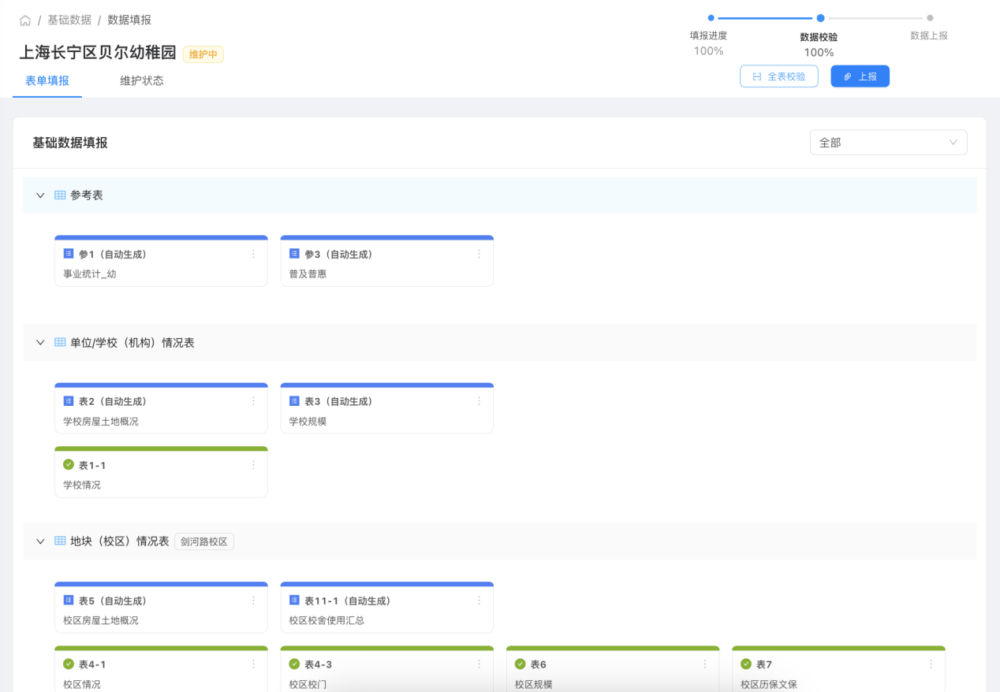 / 基础数据 / 数据填报
上海长宁区贝尔幼稚园 维护中
填报进度 数据校验 数据上报
100% 100%
全表校验 上报
表单填报 维护状态
基础数据填报 全部
参考表
参1（自动生成） 参3（自动生成）
事业统计_幼 普及普惠
单位/学校（机构）情况表
表2（自动生成） 表3（自动生成）
学校房屋土地概况 学校规模
表1-1
学校情况
地块（校区）情况表 剑河路校区
表5（自动生成） 表11-1（自动生成）
校区房屋土地概况 校区校舍使用汇总
表4-1 表4-3 表6 表7
校区情况 校区校门 校区规模 校区历保文保